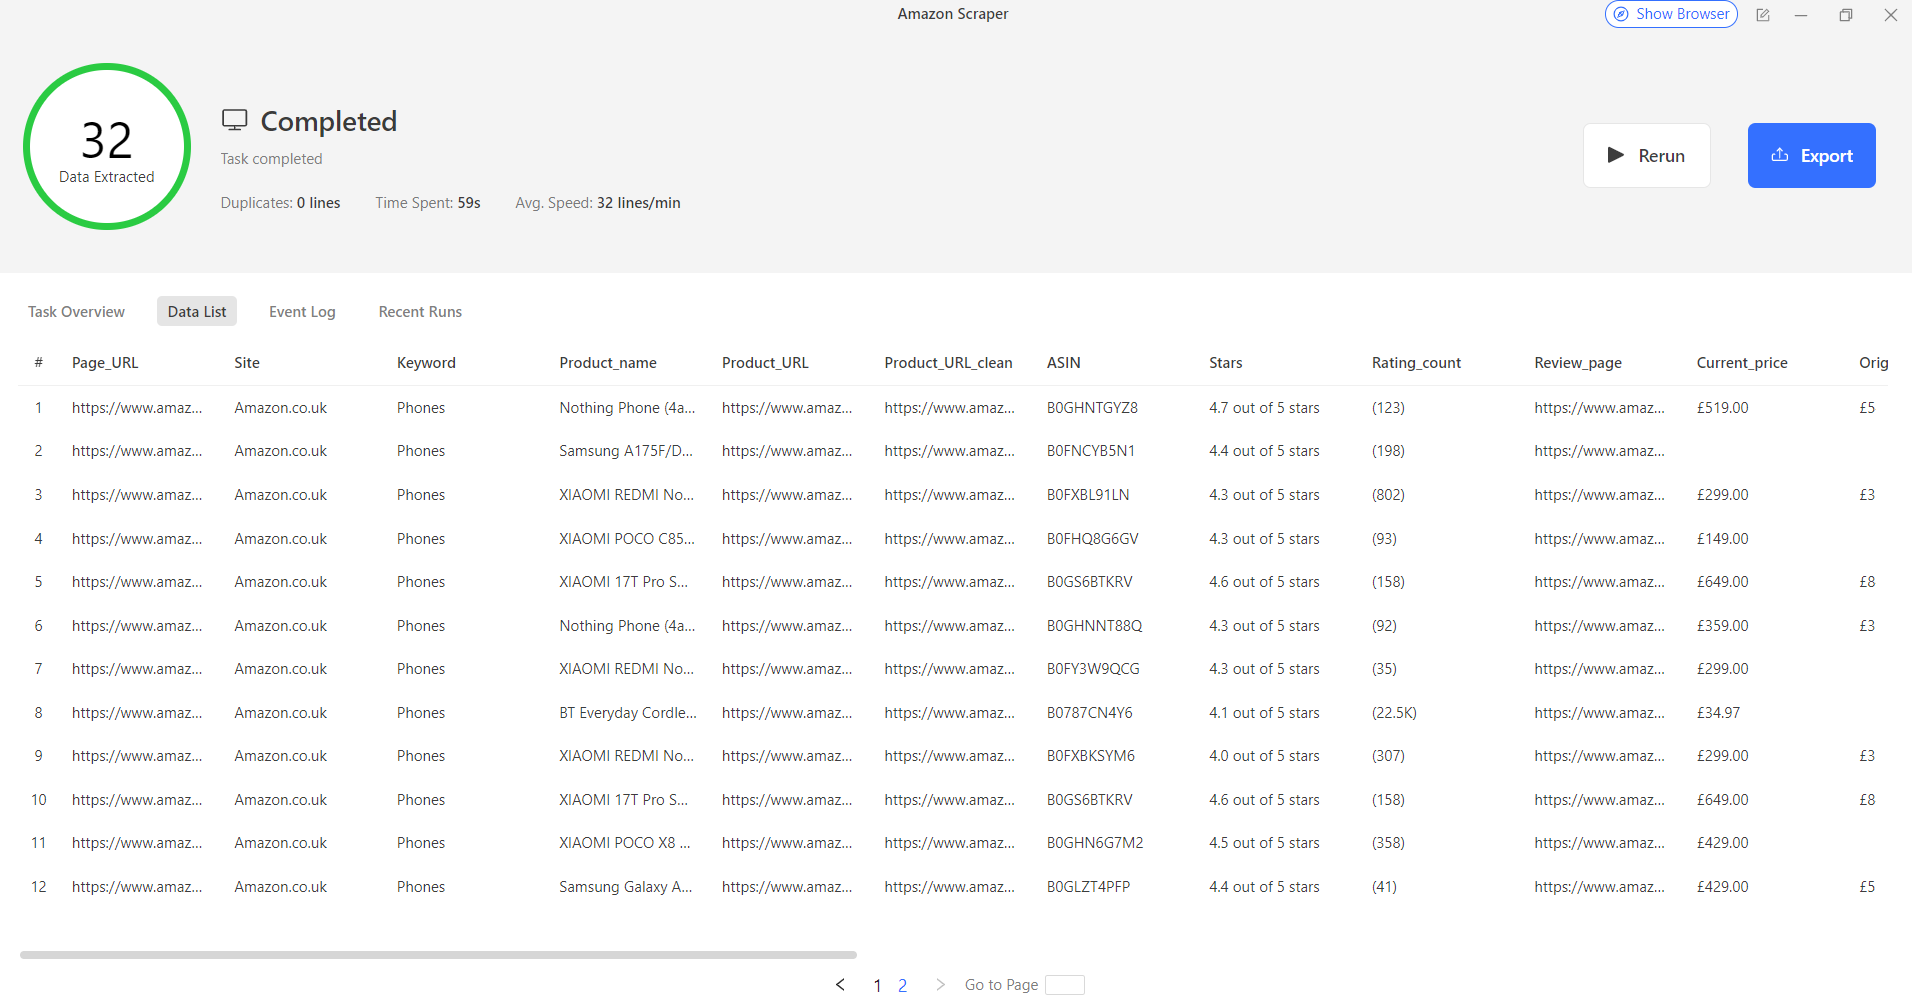 Amazon Scraper
Show Browser
32
Data Extracted
Completed
Task completed
Duplicates: 0 lines Time Spent: 59s Avg. Speed: 32 lines/min
Rerun
Export
Task Overview Data List Event Log Recent Runs
# Page_URL Site Keyword Product_name Product_URL Product_URL_clean ASIN Stars Rating_count Review_page Current_price Orig
1 https://www.amaz... Amazon.co.uk Phones Nothing Phone (4a... https://www.amaz... https://www.amaz... B0GHNTGYZ8 4.7 out of 5 stars (123) https://www.amaz... £519.00 £5
2 https://www.amaz... Amazon.co.uk Phones Samsung A175F/D... https://www.amaz... https://www.amaz... B0FNCYB5N1 4.4 out of 5 stars (198) https://www.amaz...
3 https://www.amaz... Amazon.co.uk Phones XIAOMI REDMI No... https://www.amaz... https://www.amaz... B0FXBL91LN 4.3 out of 5 stars (802) https://www.amaz... £299.00 £3
4 https://www.amaz... Amazon.co.uk Phones XIAOMI POCO C85... https://www.amaz... https://www.amaz... B0FHQ8G6GV 4.3 out of 5 stars (93) https://www.amaz... £149.00
5 https://www.amaz... Amazon.co.uk Phones XIAOMI 17T Pro S... https://www.amaz... https://www.amaz... B0GS6BTKRV 4.6 out of 5 stars (158) https://www.amaz... £649.00 £8
6 https://www.amaz... Amazon.co.uk Phones Nothing Phone (4a... https://www.amaz... https://www.amaz... B0GHNNT88Q 4.3 out of 5 stars (92) https://www.amaz... £359.00 £3
7 https://www.amaz... Amazon.co.uk Phones XIAOMI REDMI No... https://www.amaz... https://www.amaz... B0FY3W9QCG 4.3 out of 5 stars (35) https://www.amaz... £299.00
8 https://www.amaz... Amazon.co.uk Phones BT Everyday Cordle... https://www.amaz... https://www.amaz... B0787CN4Y6 4.1 out of 5 stars (22.5K) https://www.amaz... £34.97
9 https://www.amaz... Amazon.co.uk Phones XIAOMI REDMI No... https://www.amaz... https://www.amaz... B0FXBKSYM6 4.0 out of 5 stars (307) https://www.amaz... £299.00 £3
10 https://www.amaz... Amazon.co.uk Phones XIAOMI 17T Pro S... https://www.amaz... https://www.amaz... B0GS6BTKRV 4.6 out of 5 stars (158) https://www.amaz... £649.00 £8
11 https://www.amaz... Amazon.co.uk Phones XIAOMI POCO X8 ... https://www.amaz... https://www.amaz... B0GHN6G7M2 4.5 out of 5 stars (358) https://www.amaz... £429.00
12 https://www.amaz... Amazon.co.uk Phones Samsung Galaxy A... https://www.amaz... https://www.amaz... B0GLZT4PFP 4.4 out of 5 stars (41) https://www.amaz... £429.00 £5
1 2 Go to Page